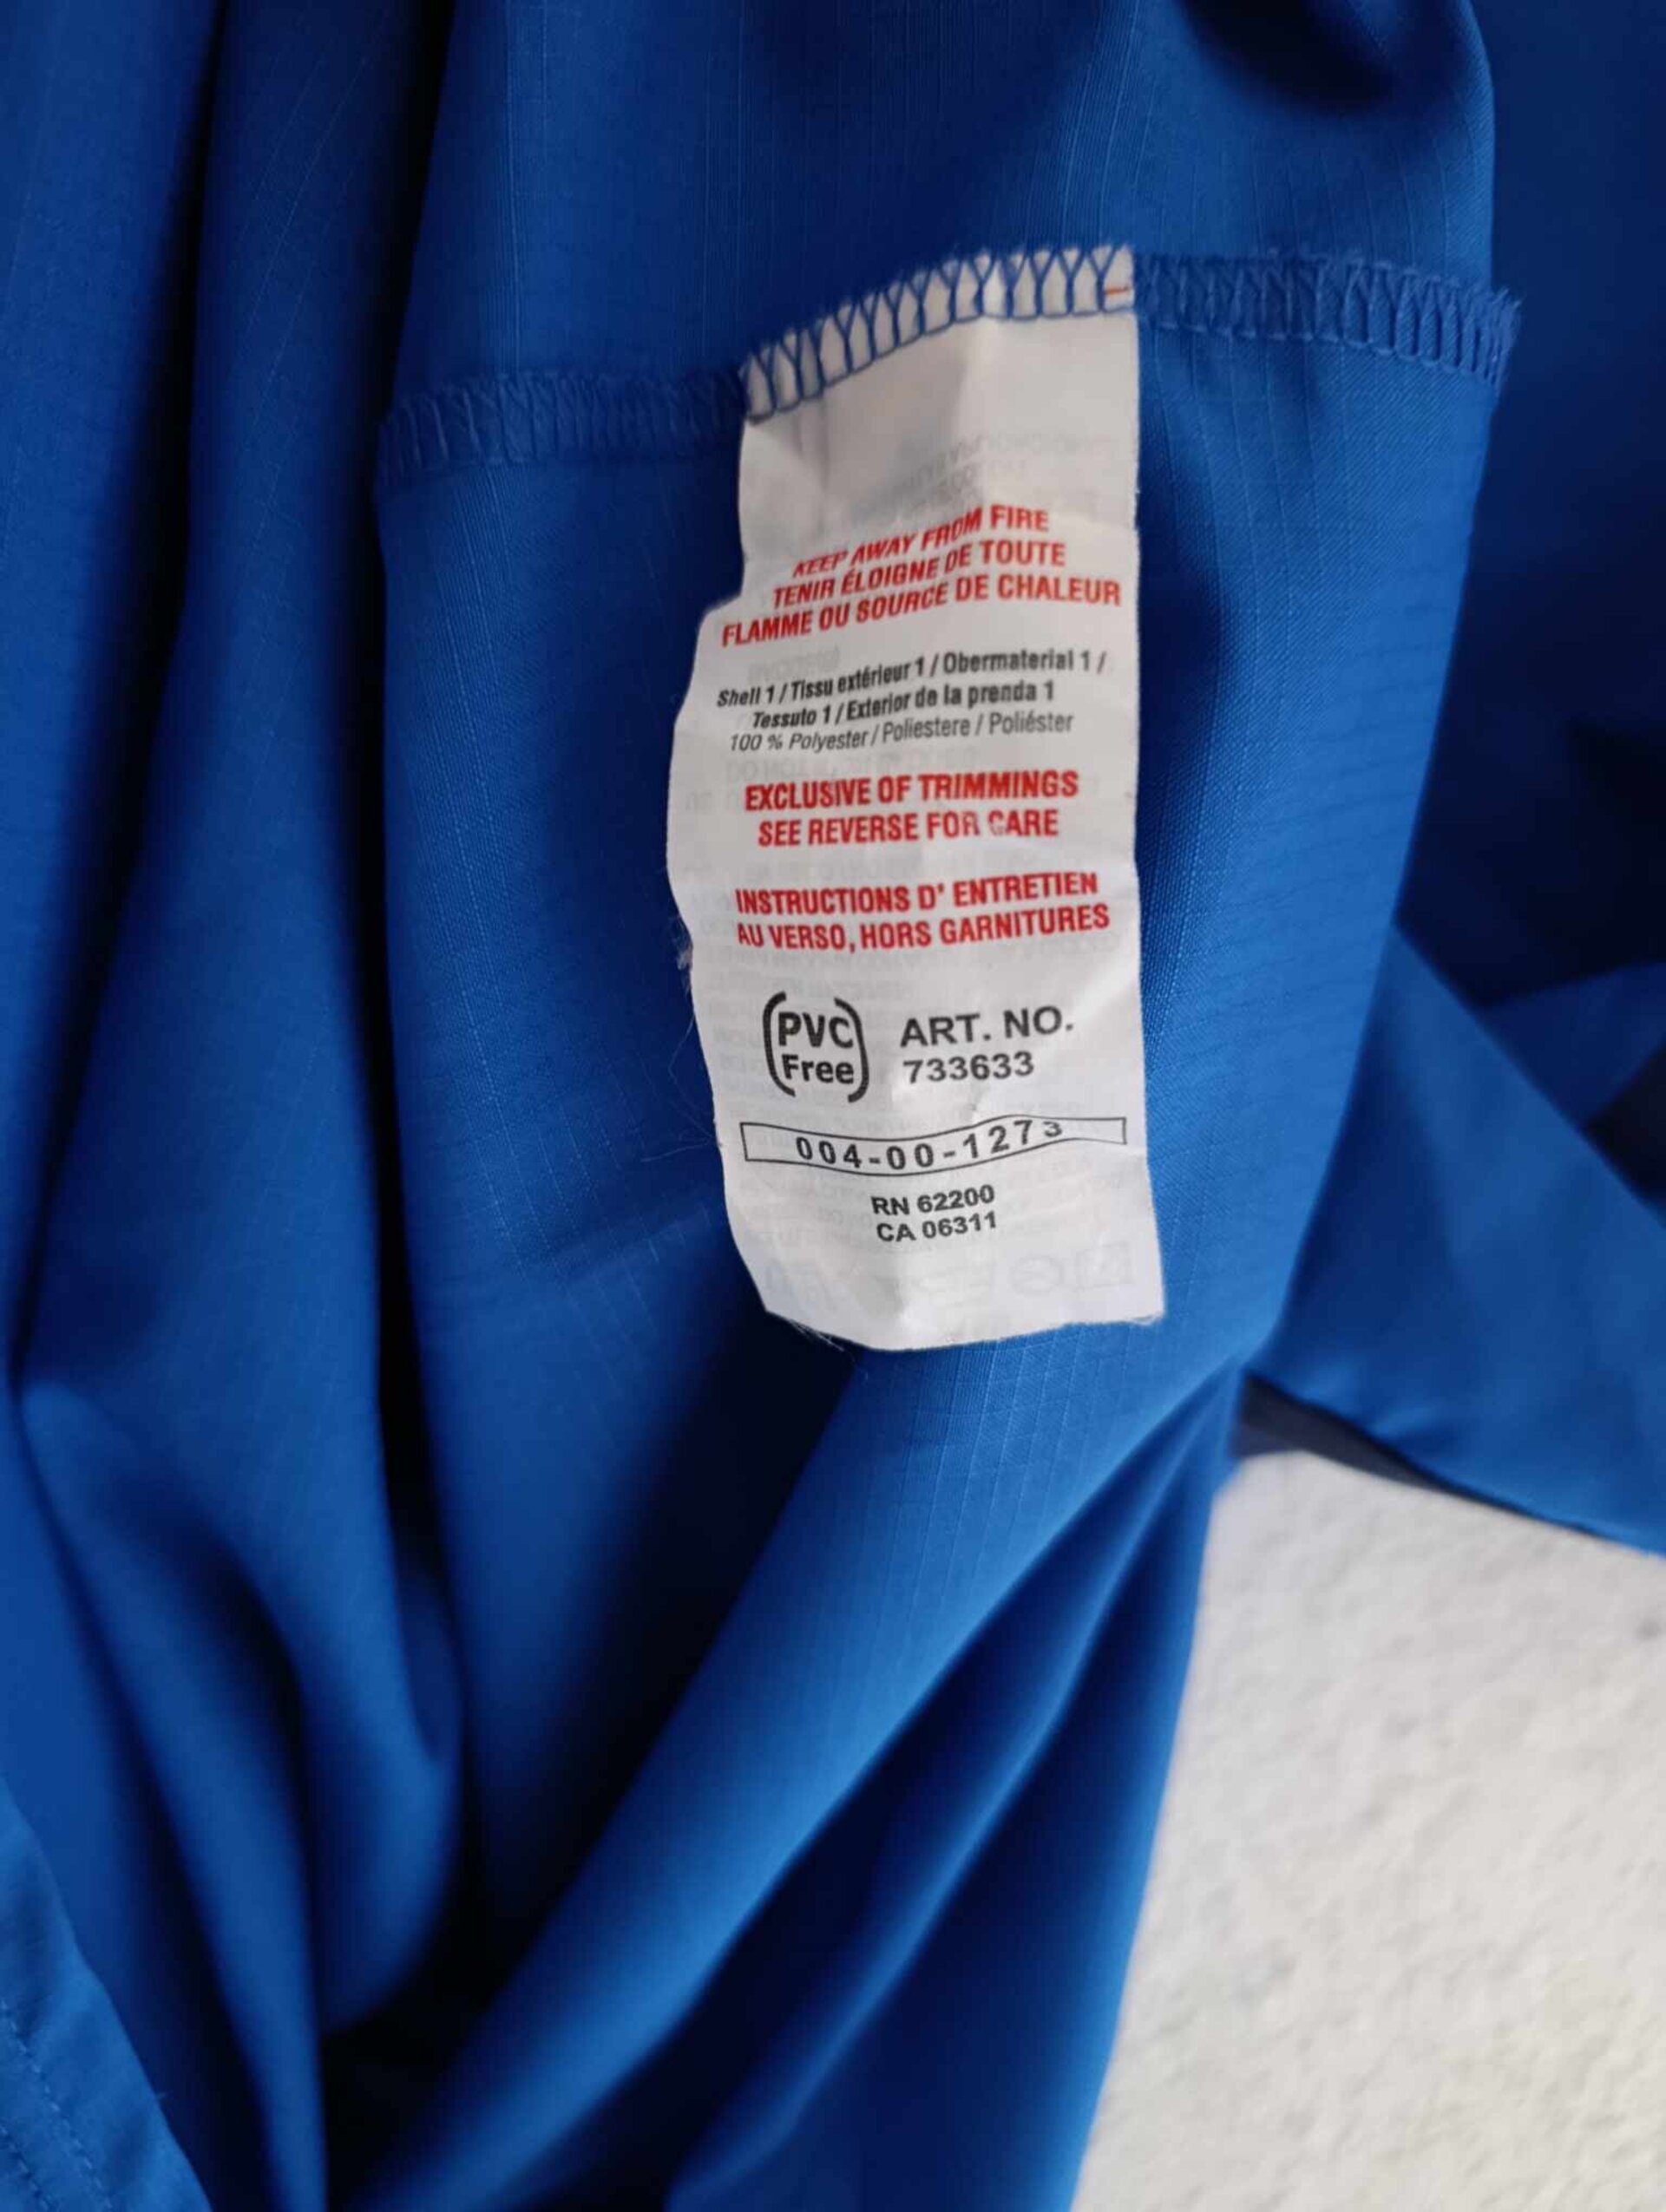 KEEP AWAY FROM FIRE
TENIR ÉLOIGNE DE TOUTE
FLAMME OU SOURCE DE CHALEUR
Shell 1 / Tissu extérieur 1 / Obermaterial 1 /
Tessuto 1 / Exterior de la prenda 1
100 % Polyester / Poliestere / Poliéster
EXCLUSIVE OF TRIMMINGS
SEE REVERSE FOR CARE
INSTRUCTIONS D' ENTRETIEN
AU VERSO, HORS GARNITURES
PVC
Free
ART. NO.
733633
004-00-1273
RN 62200
CA 06311